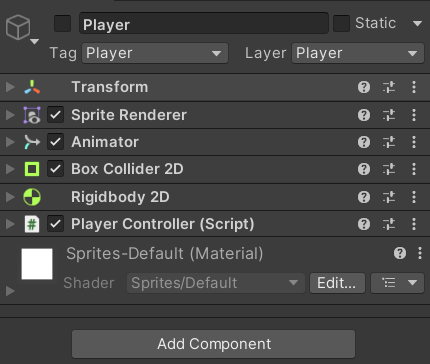 Player
Static
Tag Player Layer Player
Transform
Sprite Renderer
Animator
Box Collider 2D
Rigidbody 2D
Player Controller (Script)
Sprites-Default (Material)
Shader Sprites/Default Edit...
Add Component